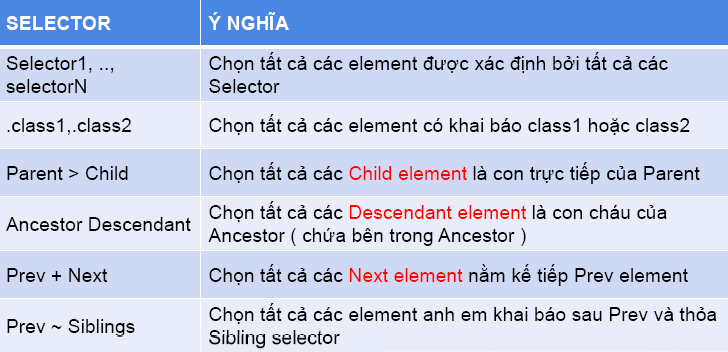 SELECTOR Ý NGHĨA
Selector1, ..,
selectorN
Chọn tất cả các element được xác định bởi tất cả các
Selector
.class1,.class2 Chọn tất cả các element có khai báo class1 hoặc class2
Parent > Child Chọn tất cả các Child element là con trực tiếp của Parent
Ancestor Descendant
Chọn tất cả các Descendant element là con cháu của
Ancestor ( chứa bên trong Ancestor )
Prev + Next Chọn tất cả các Next element nằm kế tiếp Prev element
Prev ~ Siblings
Chọn tất cả các element anh em khai báo sau Prev và thỏa
Sibling selector